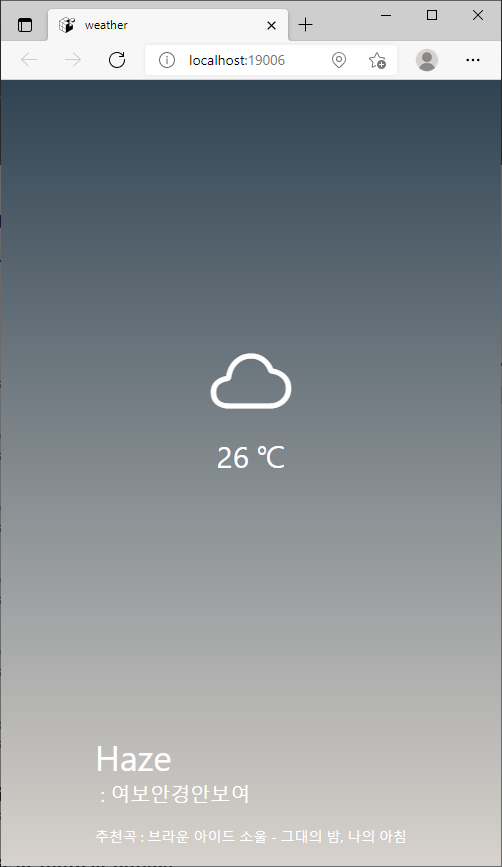 weather
localhost:19006
26 ℃
Haze
: 여보안경안보여
추천곡 : 브라운 아이드 소울 - 그대의 밤, 나의 아침